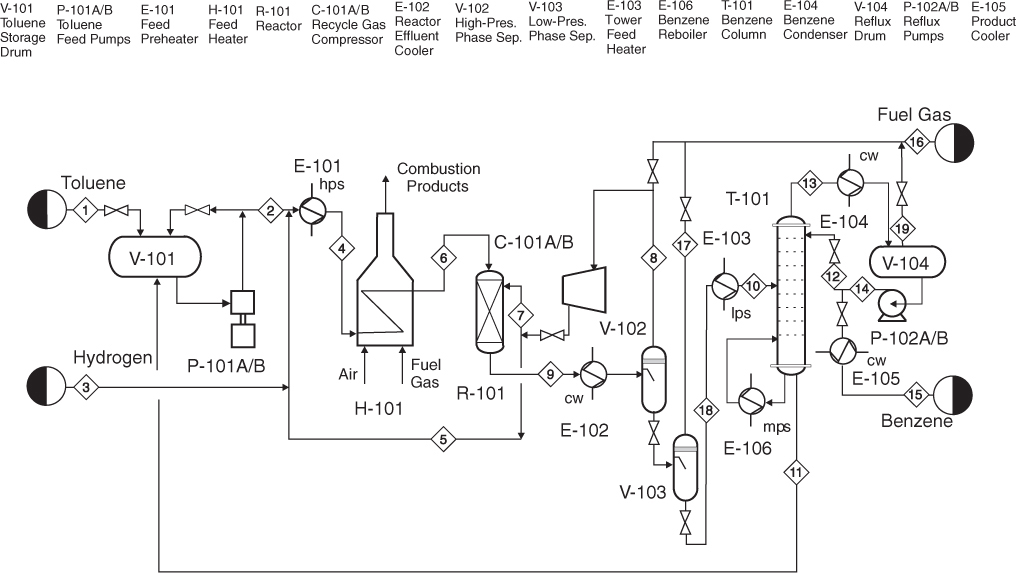 V-101 P-101A/B E-101 H-101 R-101 C-101A/B E-102 V-102 V-103 E-103 E-106 T-101 E-104 V-104 P-102A/B E-105
Toluene Toluene Feed Feed Reactor Recycle Gas Reactor High-Pres. Low-Pres. Tower Benzene Benzene Benzene Reflux Reflux Product
Storage Feed Pumps Preheater Heater Compressor Effluent Phase Sep. Phase Sep. Feed Reboiler Column Condenser Drum Pumps Cooler
Drum Cooler Heater
Fuel Gas
16
E-101
hps
Combustion
Products
cw
13
Toluene
1
2
T-101
E-104
19
4
6
C-101A/B
8
17
E-103
V-101
V-104
12
10
14
7
lps
V-102
P-102A/B
Hydrogen
P-101A/B
Air
Fuel
Gas
R-101
9
cw
cw
E-105
3
H-101
E-102
18
mps
15
Benzene
5
E-106
11
V-103